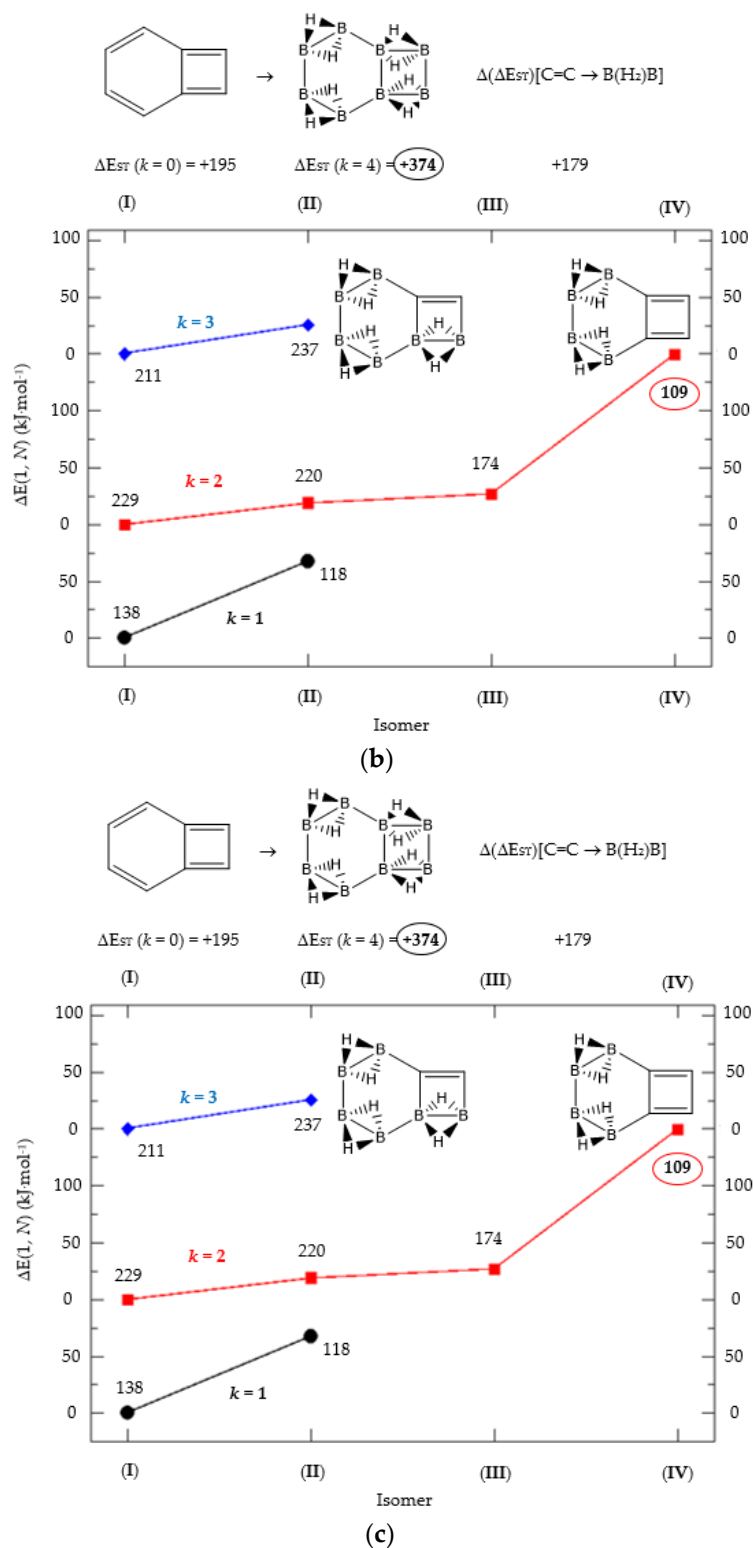 H B B H
B B B
H H
H H
B B B
H B H
→ Δ(ΔEST)[C=C → B(H2)B]
ΔEST (k = 0) = +195 ΔEST (k = 4) = +374 +179
(I) (II) (III) (IV)
100 100
50 50
0 0
100 100
50 50
0 0
50 50
0 0
ΔE(1, N) (kJ·mol-1)
k = 3
211
237
H B
B H
B H B B
H B H
H B
B H
B H
H B
109
k = 2
229
220
174
k = 1
138
118
(I) (II) (III) (IV)
Isomer
(b)
H B B H
B B B
H H
H H
B B B
H B H
→ Δ(ΔEST)[C=C → B(H2)B]
ΔEST (k = 0) = +195 ΔEST (k = 4) = +374 +179
(I) (II) (III) (IV)
100 100
50 50
0 0
100 100
50 50
0 0
50 50
0 0
ΔE(1, N) (kJ·mol-1)
k = 3
211
237
H B
B H
B H B B
H B H
H B
B H
B H
H B
109
k = 2
229
220
174
k = 1
138
118
(I) (II) (III) (IV)
Isomer
(c)